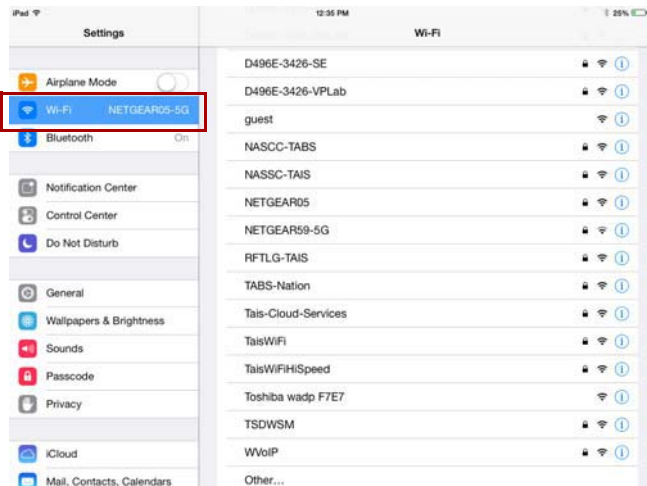 iPad 12:35 PM 25%
Settings
Wi-Fi
Airplane Mode
Wi-Fi NETGEAR05-5G
Bluetooth On
Notification Center
Control Center
Do Not Disturb
General
Wallpapers & Brightness
Sounds
Passcode
Privacy
iCloud
Mail, Contacts, Calendars
D496E-3426-SE
D496E-3426-VPLab
guest
NASCC-TABS
NASSC-TAIS
NETGEAR05
NETGEAR59-5G
RFTLG-TAIS
TABS-Nation
Tais-Cloud-Services
TaisWiFi
TaisWiFiHiSpeed
Toshiba wadp F7E7
TSDWSM
WVoIP
Other...